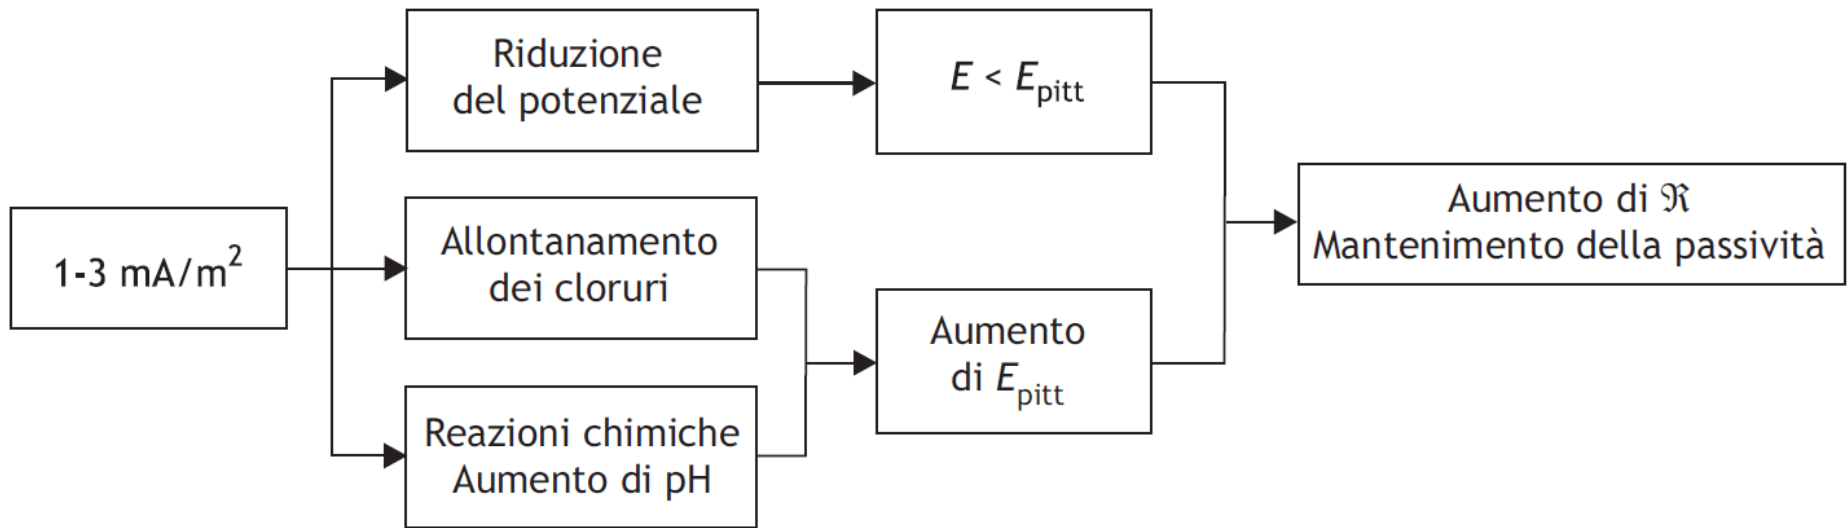 1-3 mA/m²
Riduzione
del potenziale
Allontanamento
dei cloruri
Reazioni chimiche
Aumento di pH
E < Epitt
Aumento
di Epitt
Aumento di ℜ
Mantenimento della passività